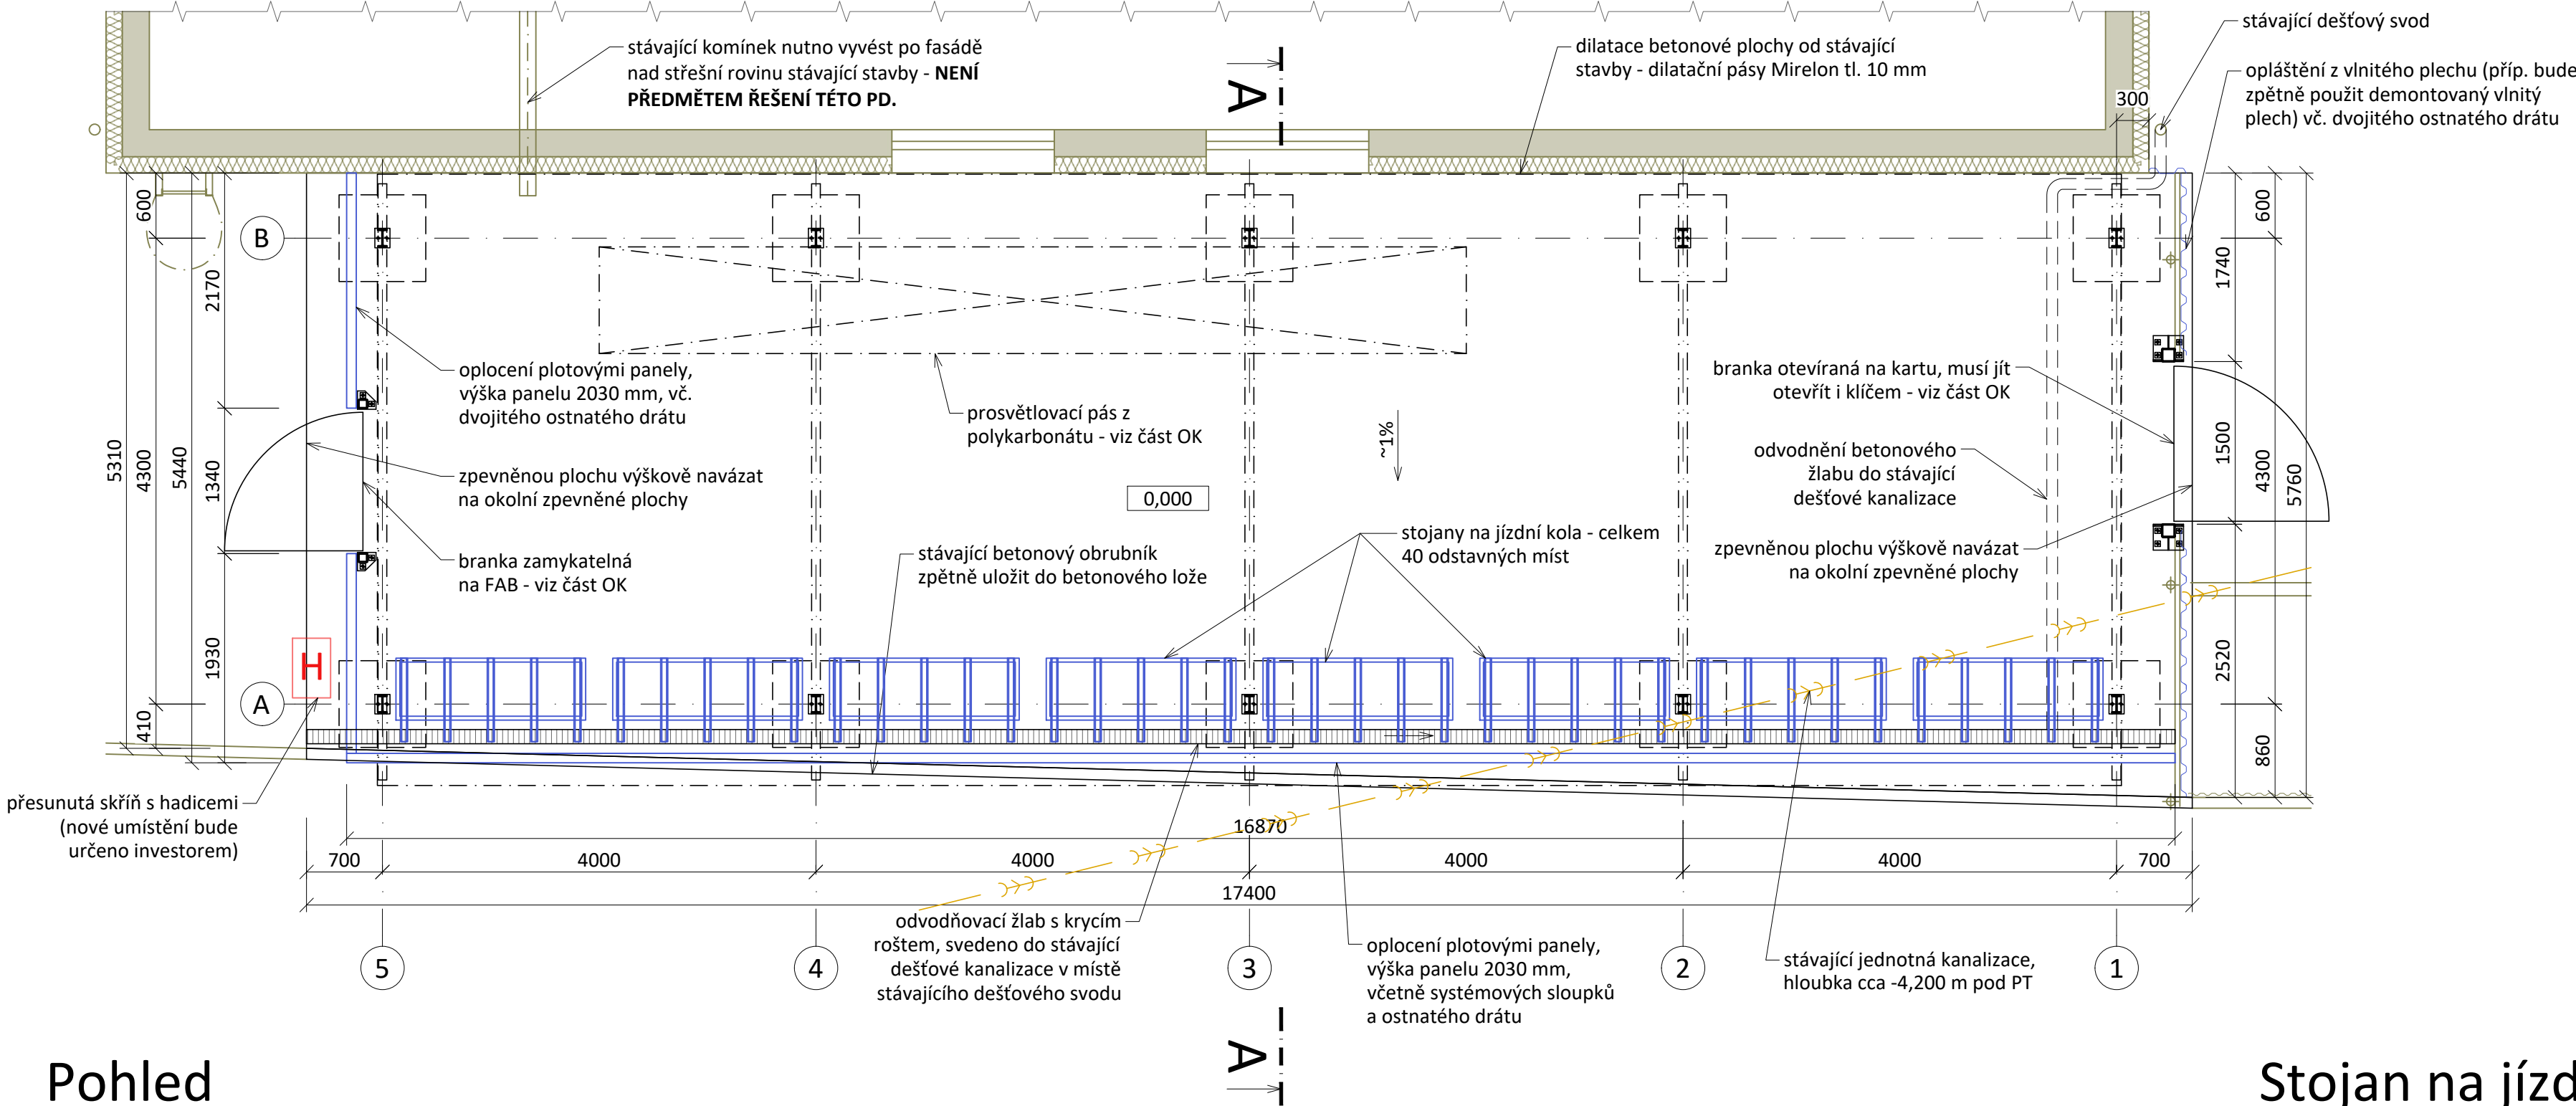 stávající komínek nutno vyvést po fasádě
nad střešní rovinu stávající stavby - NENÍ
PŘEDMĚTEM ŘEŠENÍ TÉTO PD.
A
dilatace betonové plochy od stávající
stavby - dilatační pásy Mirelon tl. 10 mm
stávající dešťový svod
opláštění z vlnitého plechu (příp. bude
zpětně použit demontovaný vlnitý
plech) vč. dvojitého ostnatého drátu
300
600
B
2170
5310
4300
5440
1340
1930
410
A
H
oplocení plotovými panely,
výška panelu 2030 mm, vč.
dvojitého ostnatého drátu
zpevněnou plochu výškově navázat
na okolní zpevněné plochy
branka zamykatelná
na FAB - viz část OK
prosvětlovací pás z
polykarbonátu - viz část OK
0,000
~1%
stávající betonový obrubník
zpětně uložit do betonového lože
stojany na jízdní kola - celkem
40 odstavných míst
branka otevíraná na kartu, musí jít
otevřít i klíčem - viz část OK
odvodnění betonového
žlabu do stávající
dešťové kanalizace
zpevněnou plochu výškově navázat
na okolní zpevněné plochy
600
1740
1500
4300
5760
2520
860
přesunutá skříň s hadicemi
(nové umístění bude
určeno investorem)
16870
700
4000
4000
4000
4000
700
17400
odvodňovací žlab s krycím
roštem, svedeno do stávající
dešťové kanalizace v místě
stávajícího dešťového svodu
oplocení plotovými panely,
výška panelu 2030 mm,
včetně systémových sloupků
a ostnatého drátu
stávající jednotná kanalizace,
hloubka cca -4,200 m pod PT
5
4
3
2
1
A
Pohled
Stojan na jízd